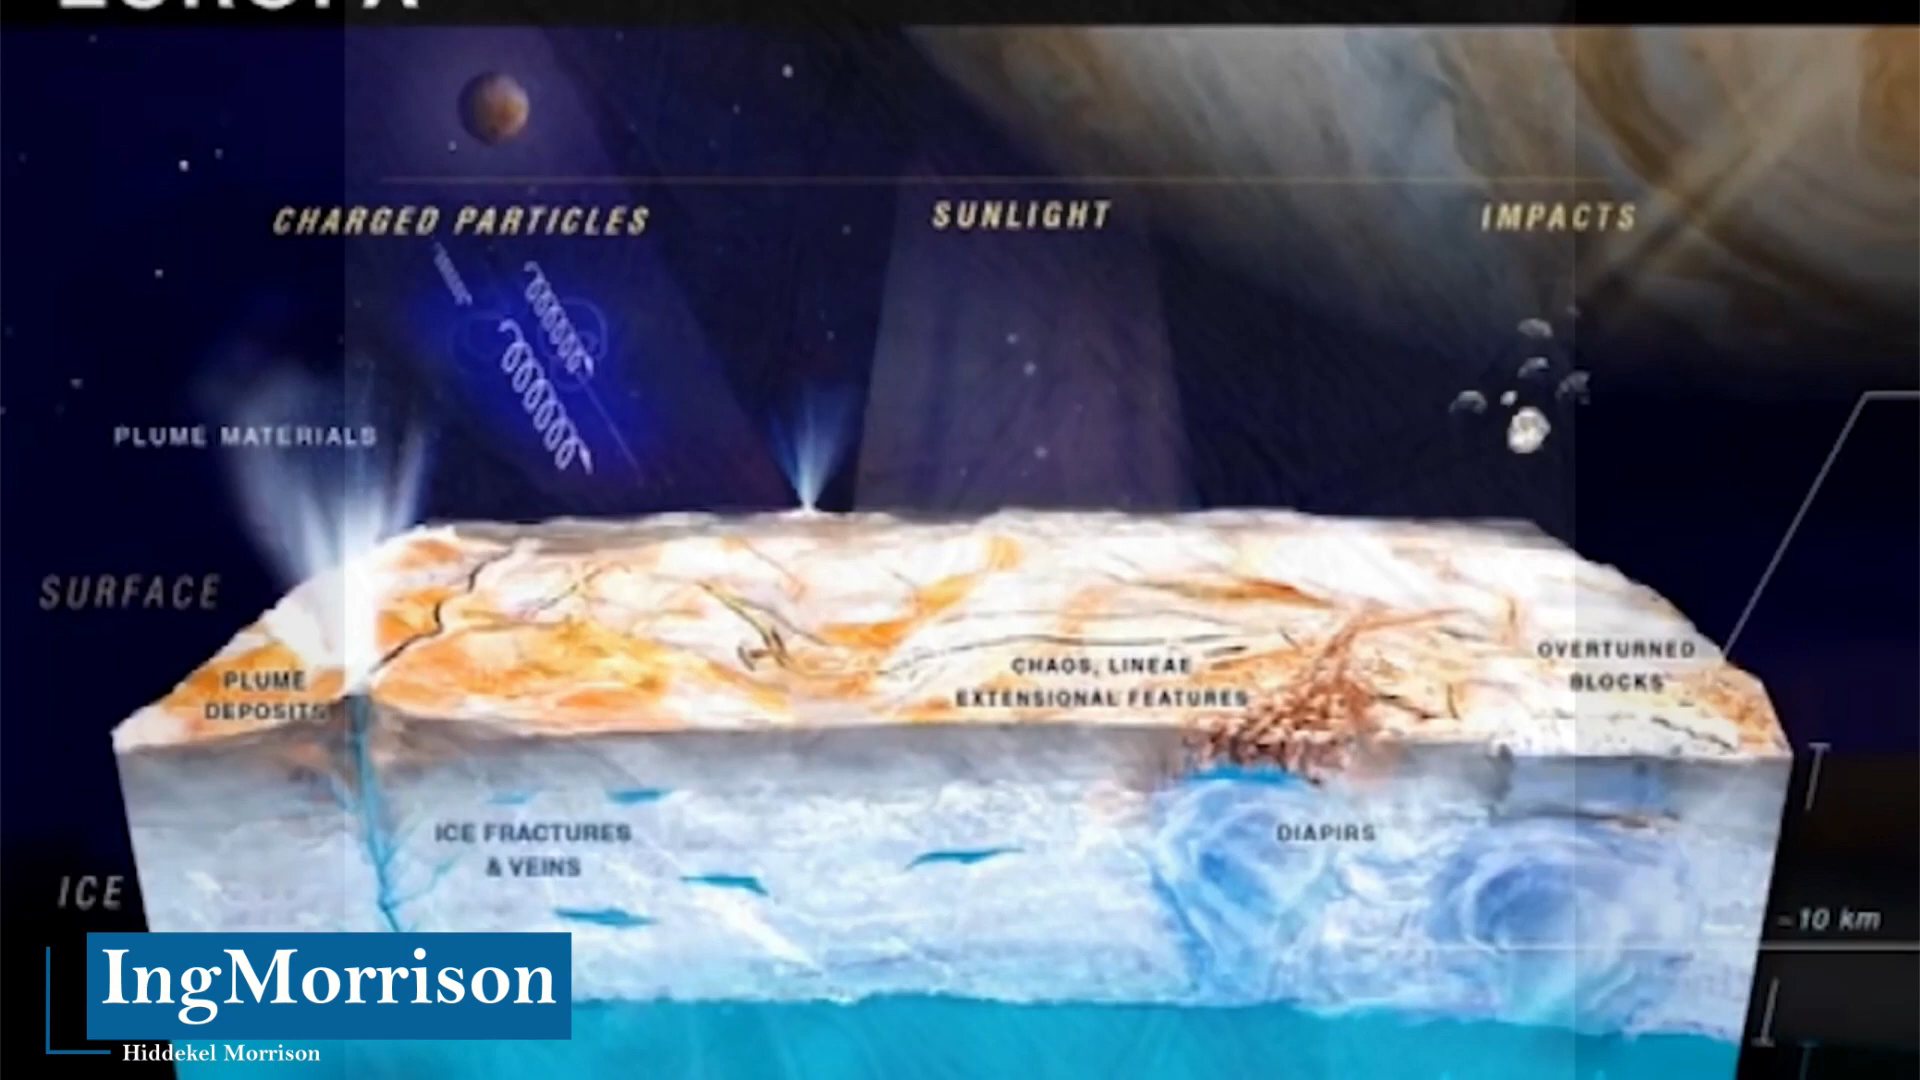 EUROPA
CHARGED PARTICLES
SUNLIGHT
IMPACTS
PLUME MATERIALS
SURFACE
PLUME
DEPOSITS
CHAOS, LINEAE
EXTENSIONAL FEATURES
OVERTURNED
BLOCKS
ICE FRACTURES
& VEINS
DIAPIRS
ICE
~10 km
IngMorrison
Hiddekel Morrison